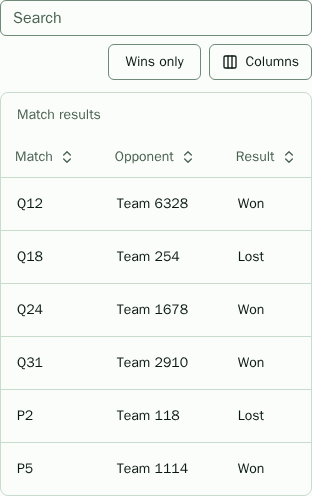 Search
Wins only Columns
Match results
Match Opponent Result
Q12 Team 6328 Won
Q18 Team 254 Lost
Q24 Team 1678 Won
Q31 Team 2910 Won
P2 Team 118 Lost
P5 Team 1114 Won